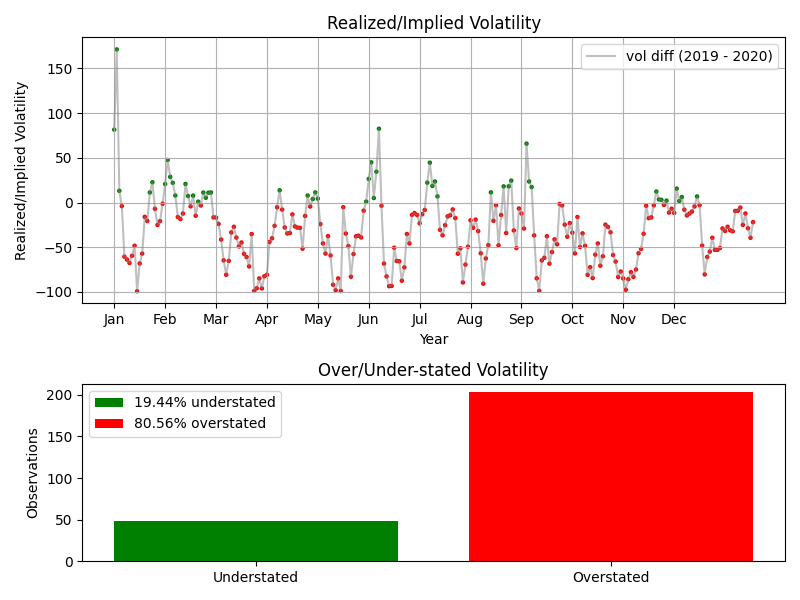 Realized/Implied Volatility
vol diff (2019 - 2020)
Realized/Implied Volatility
150
100
50
0
−50
−100
Jan Feb Mar Apr May Jun Jul Aug Sep Oct Nov Dec
Year
Over/Under-stated Volatility
19.44% understated
80.56% overstated
Observations
200
150
100
50
0
Understated Overstated